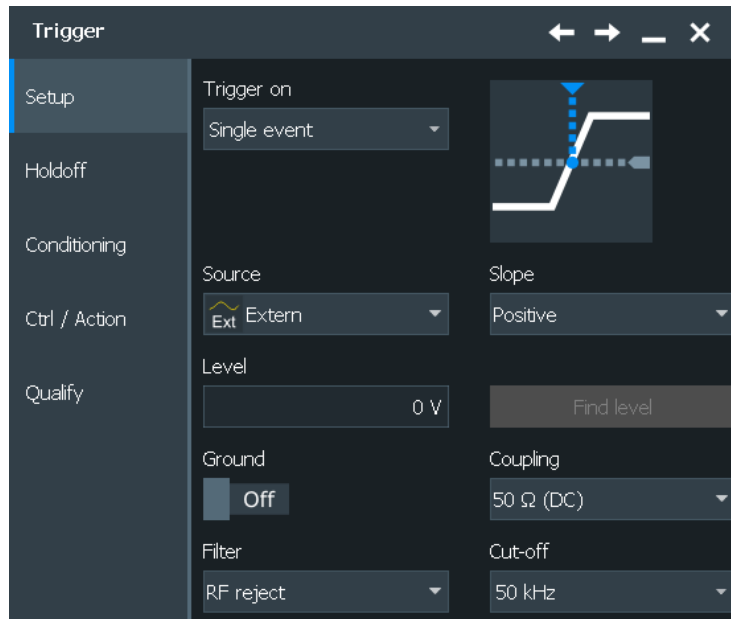 Trigger
Setup
Holdoff
Conditioning
Ctrl / Action
Qualify
Trigger on
Single event
Source
Slope
Ext Extern
Positive
Level
0 V
Find level
Ground
Coupling
Off
50 Ω (DC)
Filter
Cut-off
RF reject
50 kHz